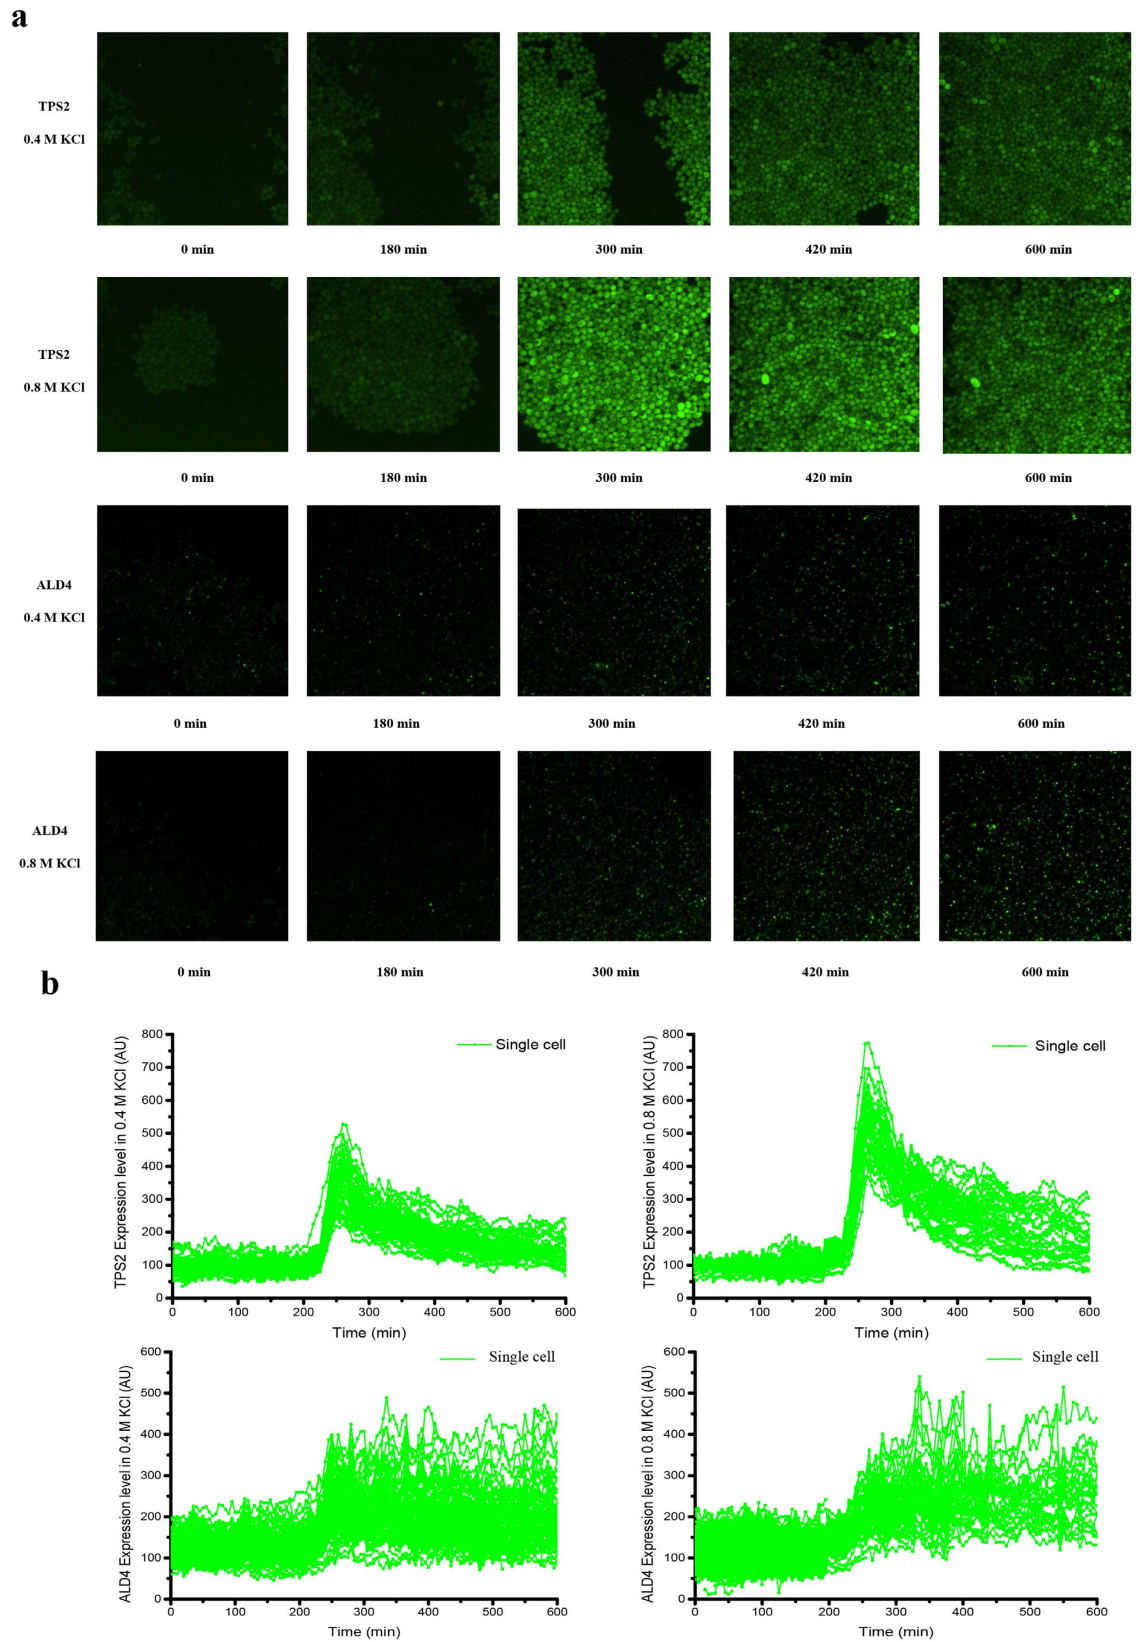 a
TPS2
0.4 M KCl
0 min 180 min 300 min 420 min 600 min
TPS2
0.8 M KCl
0 min 180 min 300 min 420 min 600 min
ALD4
0.4 M KCl
0 min 180 min 300 min 420 min 600 min
ALD4
0.8 M KCl
0 min 180 min 300 min 420 min 600 min
b
TPS2 Expression level in 0.4 M KCl (AU)
800
700
600
500
400
300
200
100
0
Single cell
0 100 200 300 400 500 600
Time (min)
TPS2 Expression level in 0.8 M KCl (AU)
800
700
600
500
400
300
200
100
0
Single cell
0 100 200 300 400 500 600
Time (min)
ALD4 Expression level in 0.4 M KCl (AU)
600
500
400
300
200
100
0
Single cell
0 100 200 300 400 500 600
Time (min)
ALD4 Expression level in 0.8 M KCl (AU)
600
500
400
300
200
100
0
Single cell
0 100 200 300 400 500 600
Time (min)